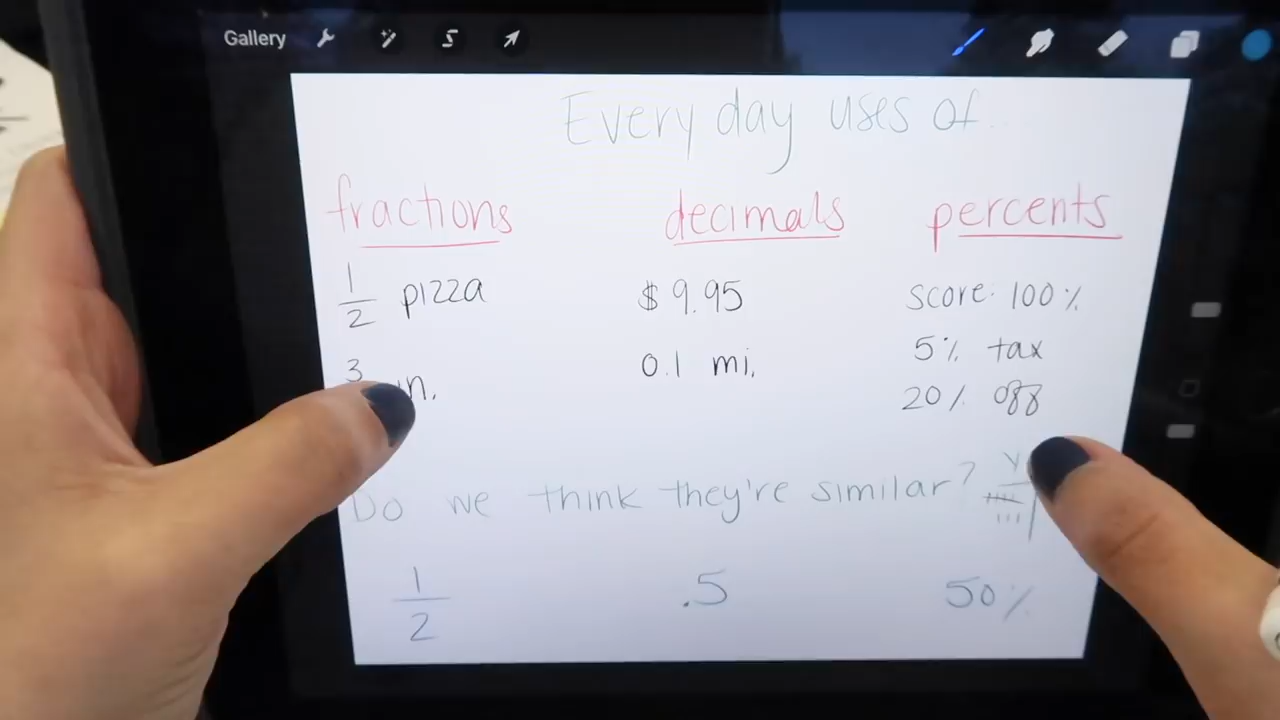 Gallery
Every day uses of..
fractions decimals percents
1/2 pizza $9.95 score: 100%
3 in. 0.1 mi. 5% tax
20% off
Do we think they're similar? Y
1/2 .5 50%